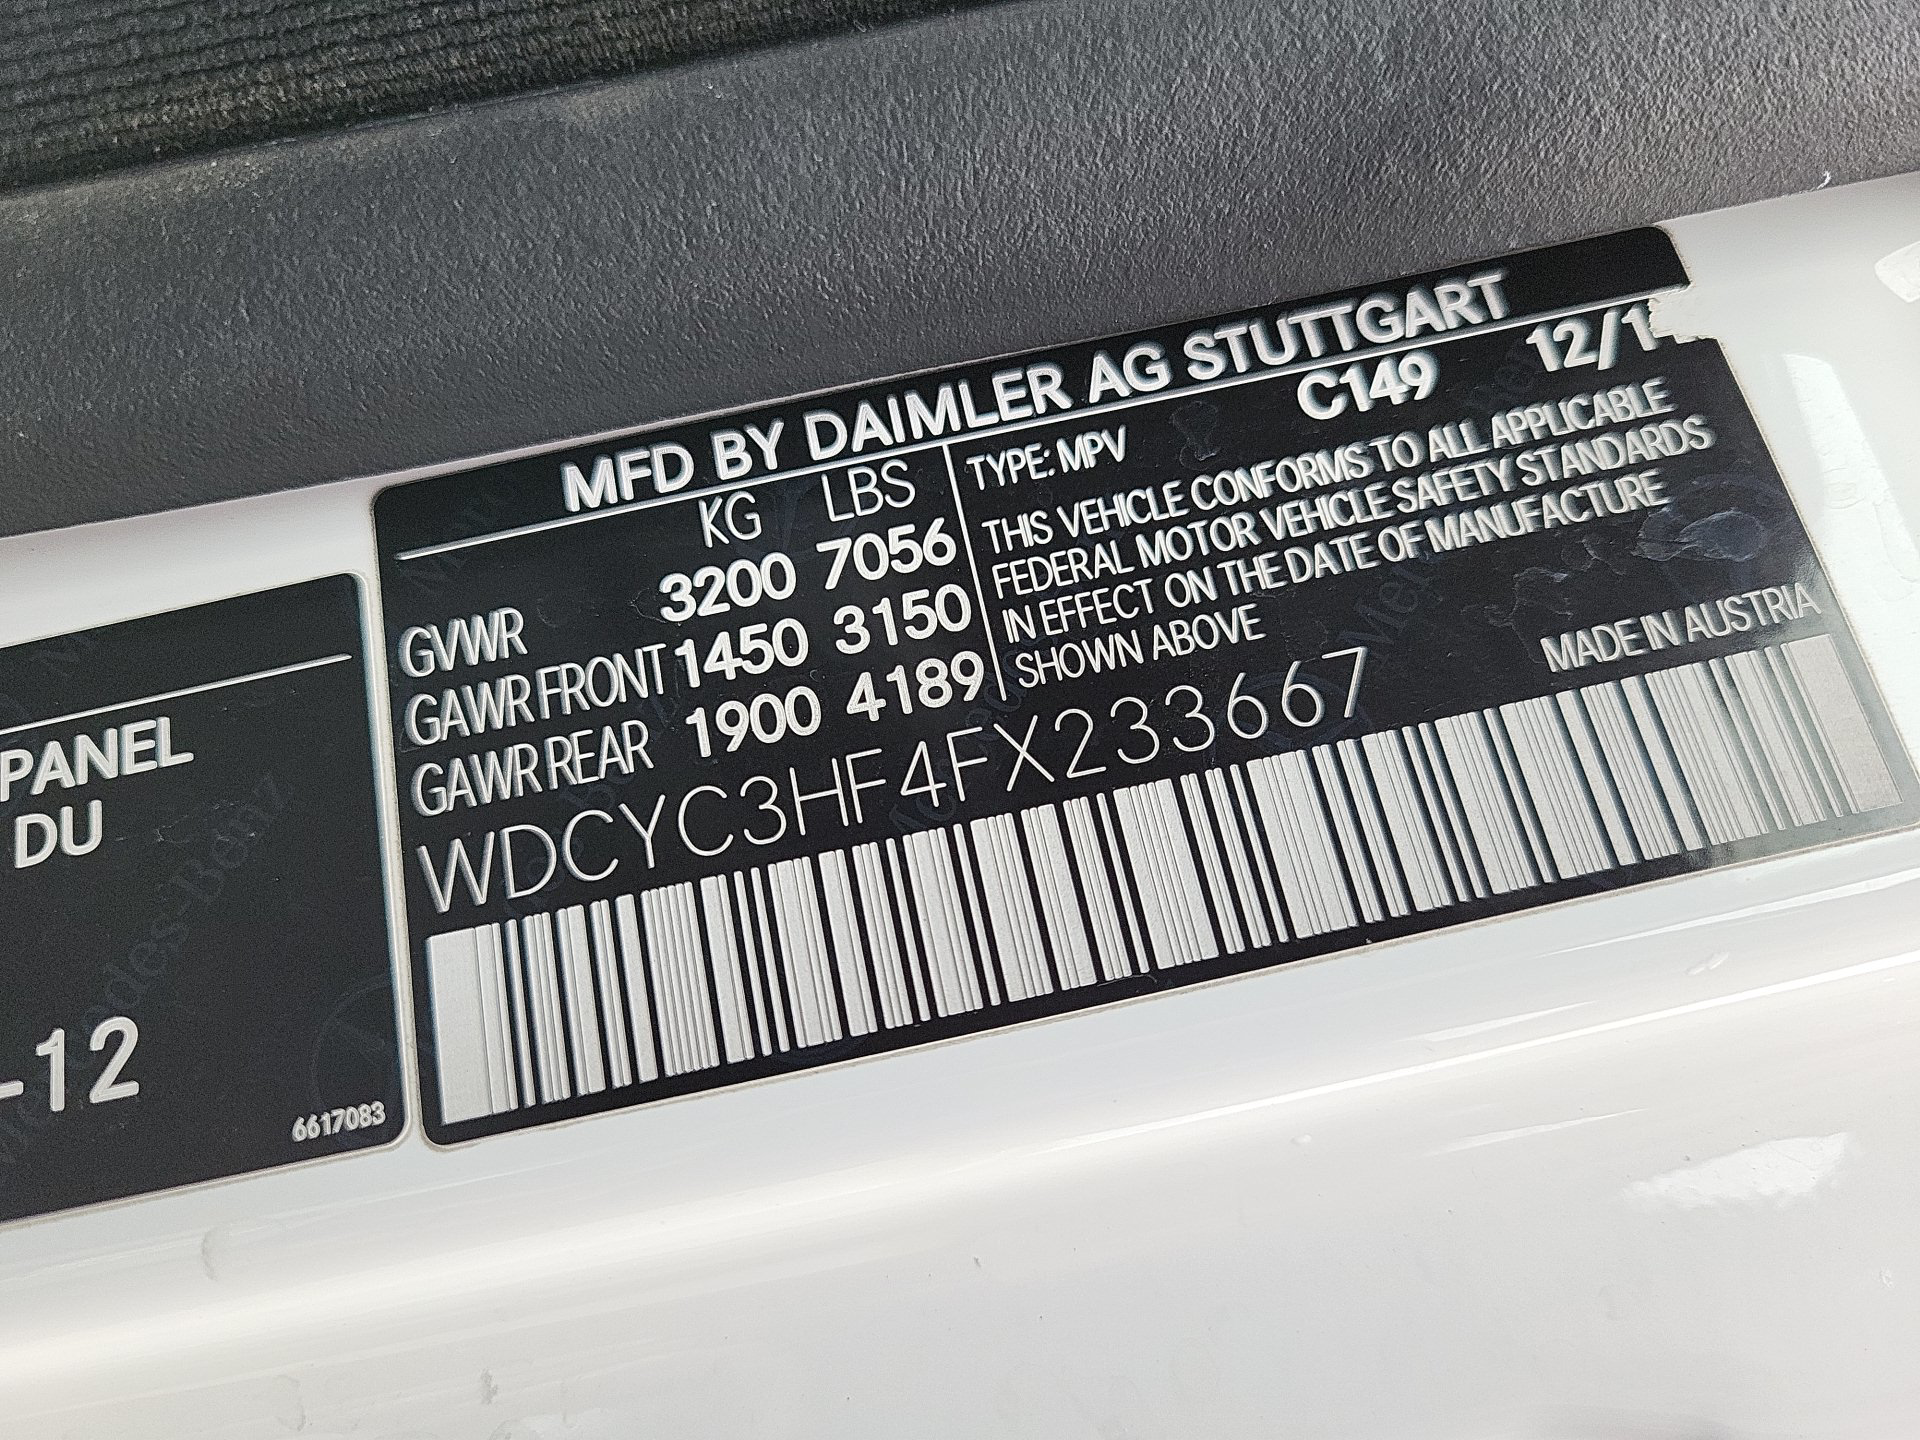 MFD BY DAIMLER AG STUTTGART
KG LBS
GVWR 3200 7056
GAWR FRONT 1450 3150
GAWR REAR 1900 4189
C149 12/1
TYPE: MPV
THIS VEHICLE CONFORMS TO ALL APPLICABLE
FEDERAL MOTOR VEHICLE SAFETY STANDARDS
IN EFFECT ON THE DATE OF MANUFACTURE
SHOWN ABOVE
MADE IN AUSTRIA
WDCYC3HF4FX233667
PANEL
DU
-12
6617083